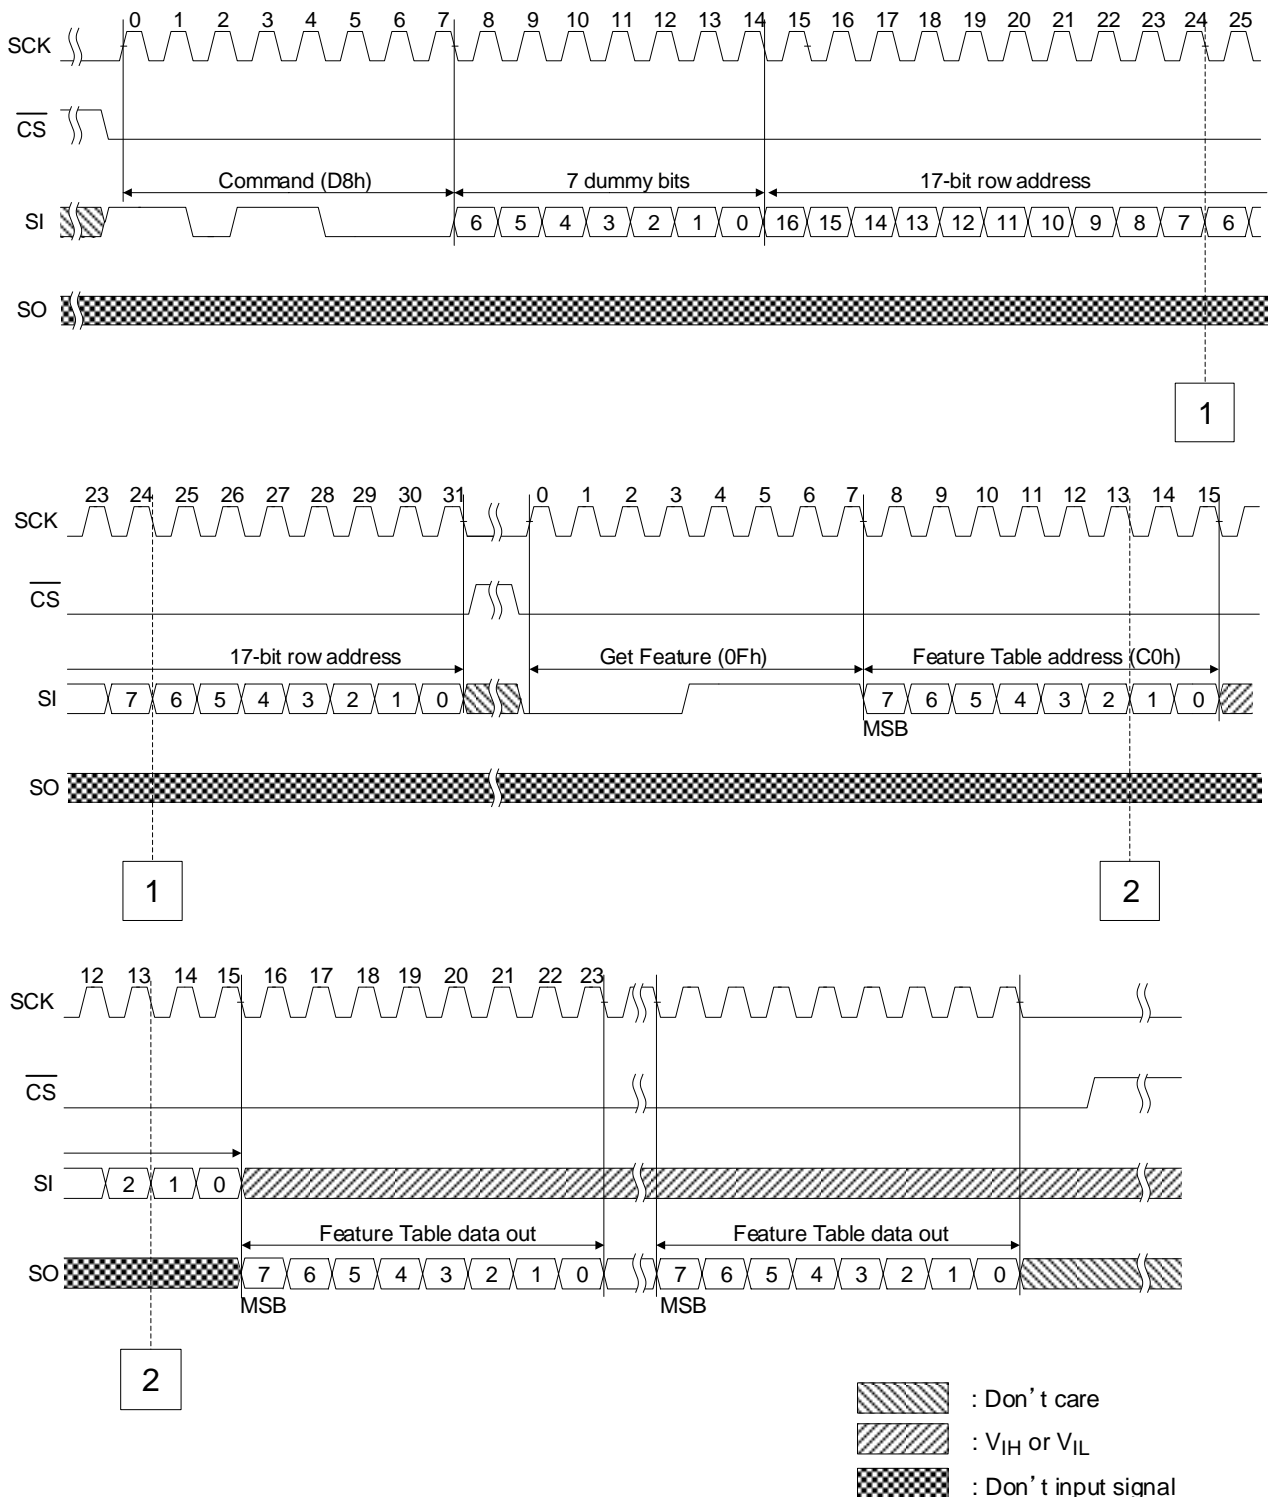 0 1 2 3 4 5 6 7 8 9 10 11 12 13 14 15 16 17 18 19 20 21 22 23 24 25
SCK
CS
Command (D8h) 7 dummy bits 17-bit row address
SI 6 5 4 3 2 1 0 16 15 14 13 12 11 10 9 8 7 6
SO
1
23 24 25 26 27 28 29 30 31 0 1 2 3 4 5 6 7 8 9 10 11 12 13 14 15
SCK
CS
17-bit row address Get Feature (0Fh) Feature Table address (C0h)
SI 7 6 5 4 3 2 1 0 7 6 5 4 3 2 1 0
MSB
SO
1 2
12 13 14 15 16 17 18 19 20 21 22 23
SCK
CS
SI 2 1 0
Feature Table data out Feature Table data out
SO 7 6 5 4 3 2 1 0 7 6 5 4 3 2 1 0
MSB MSB
2
: Don't care
: VIH or VIL
: Don't input signal